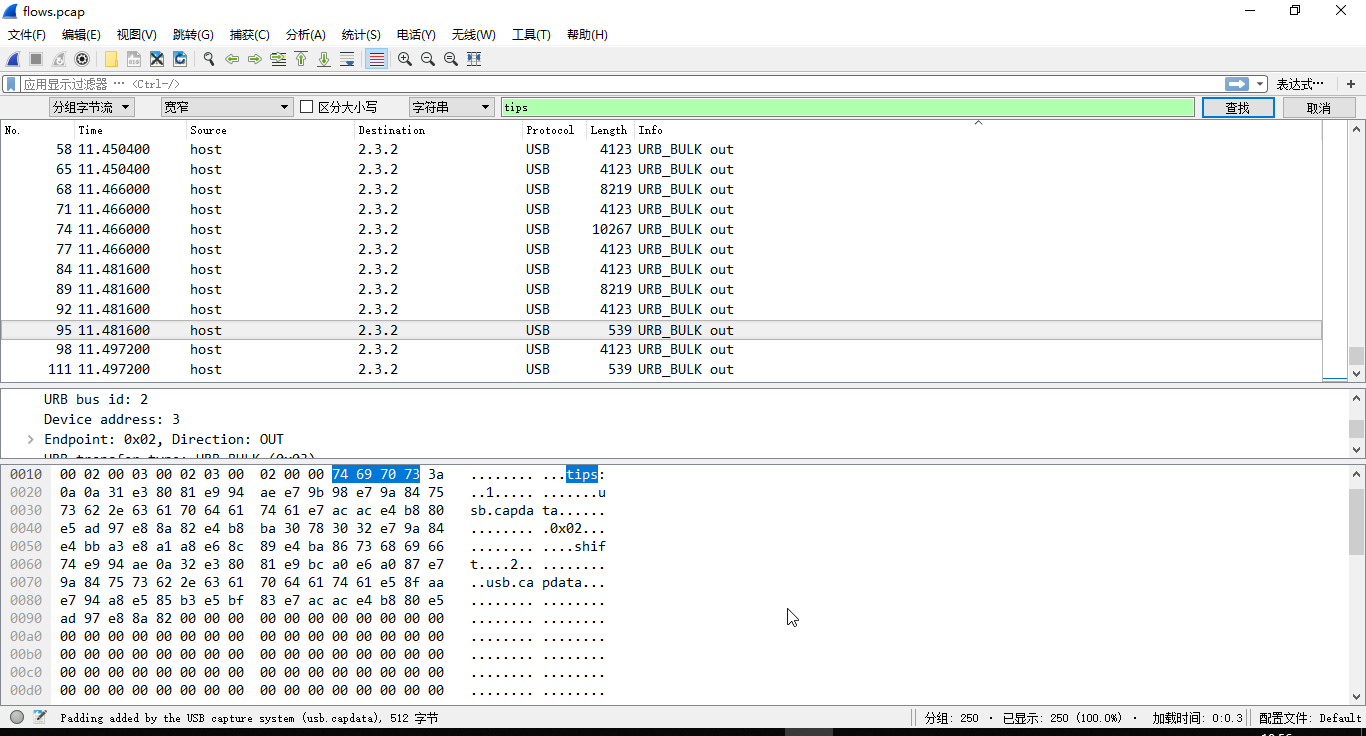 flows.pcap
文件(F) 编辑(E) 视图(V) 跳转(G) 捕获(C) 分析(A) 统计(S) 电话(Y) 无线(W) 工具(T) 帮助(H)
应用显示过滤器 … <Ctrl-/> 表达式… +
分组字节流 宽窄 区分大小写 字符串 tips 查找 取消
No. Time Source Destination Protocol Length Info
58 11.450400 host 2.3.2 USB 4123 URB_BULK out
65 11.450400 host 2.3.2 USB 4123 URB_BULK out
68 11.466000 host 2.3.2 USB 8219 URB_BULK out
71 11.466000 host 2.3.2 USB 4123 URB_BULK out
74 11.466000 host 2.3.2 USB 10267 URB_BULK out
77 11.466000 host 2.3.2 USB 4123 URB_BULK out
84 11.481600 host 2.3.2 USB 4123 URB_BULK out
89 11.481600 host 2.3.2 USB 8219 URB_BULK out
92 11.481600 host 2.3.2 USB 4123 URB_BULK out
95 11.481600 host 2.3.2 USB 539 URB_BULK out
98 11.497200 host 2.3.2 USB 4123 URB_BULK out
111 11.497200 host 2.3.2 USB 539 URB_BULK out
URB bus id: 2
Device address: 3
Endpoint: 0x02, Direction: OUT
URB transfer type: URB_BULK (0x03)
0010 00 02 00 03 00 02 03 00 02 00 00 74 69 70 73 3a ........ ...tips:
0020 0a 0a 31 e3 80 81 e9 94 ae e7 9b 98 e7 9a 84 75 ..1..... .......u
0030 73 62 2e 63 61 70 64 61 74 61 e7 ac ac e4 b8 80 sb.capda ta......
0040 e5 ad 97 e8 8a 82 e4 b8 ba 30 78 30 32 e7 9a 84 ........ .0x02...
0050 e4 bb a3 e8 a1 a8 e6 8c 89 e4 ba 86 73 68 69 66 ........ ....shif
0060 74 e9 94 ae 0a 32 e3 80 81 e9 bc a0 e6 a0 87 e7 t....2.. ........
0070 9a 84 75 73 62 2e 63 61 70 64 61 74 61 e5 8f aa ..usb.ca pdata...
0080 e7 94 a8 e5 85 b3 e5 bf 83 e7 ac ac e4 b8 80 e5 ........ ........
0090 ad 97 e8 8a 82 00 00 00 00 00 00 00 00 00 00 00 ........ ........
00a0 00 00 00 00 00 00 00 00 00 00 00 00 00 00 00 00 ........ ........
00b0 00 00 00 00 00 00 00 00 00 00 00 00 00 00 00 00 ........ ........
00c0 00 00 00 00 00 00 00 00 00 00 00 00 00 00 00 00 ........ ........
00d0 00 00 00 00 00 00 00 00 00 00 00 00 00 00 00 00 ........ ........
Padding added by the USB capture system (usb.capdata), 512 字节 分组: 250 · 已显示: 250 (100.0%) · 加载时间: 0:0.3 配置文件: Default